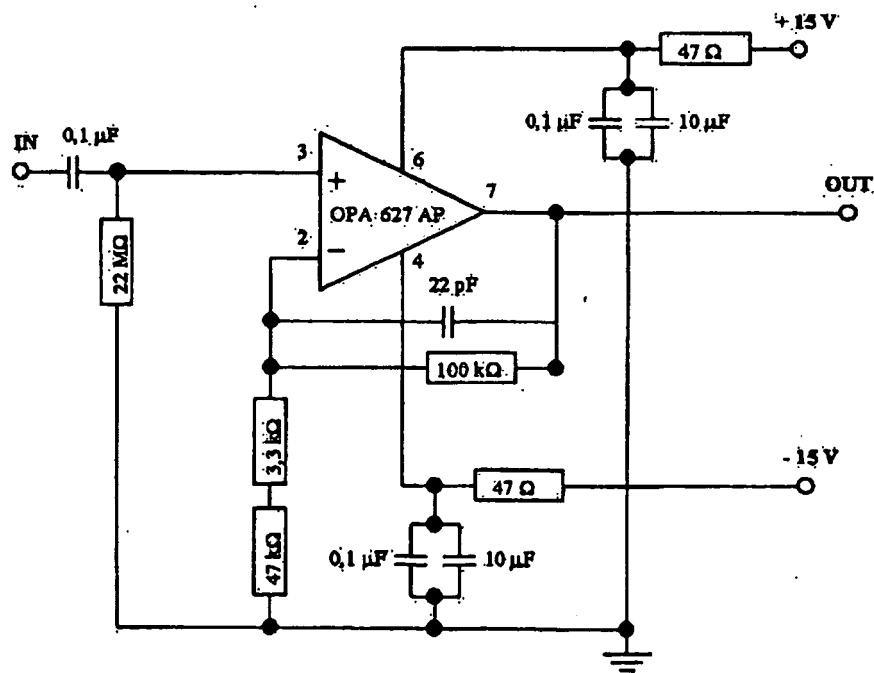 + 15 V
47 Ω
0,1 µF
10 µF
IN
0,1 µF
3
6
+
7
OUT
OPA 627 AP
2
−
4
22 MΩ
22 pF
100 kΩ
3,3 kΩ
- 15 V
47 Ω
47 kΩ
0,1 µF
10 µF